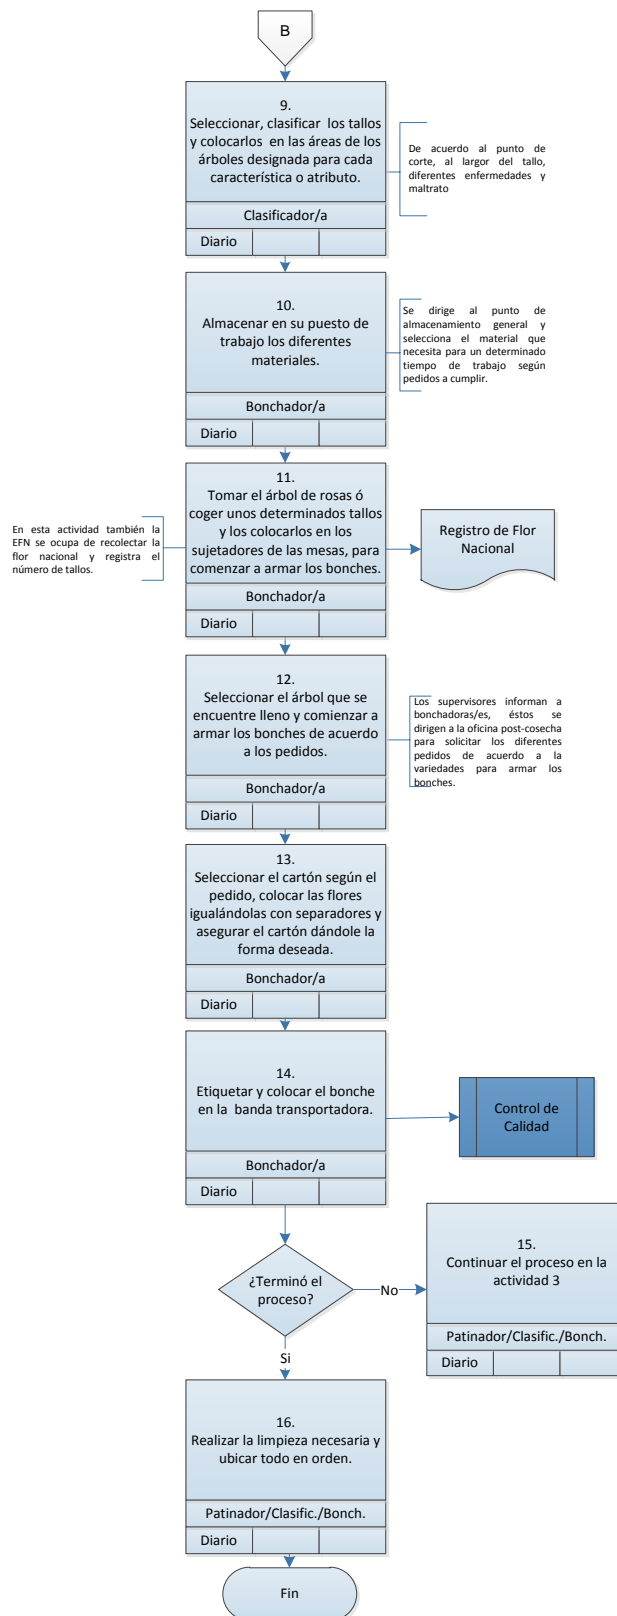 B
9.
Seleccionar, clasificar los tallos
y colocarlos en las áreas de los
árboles designada para cada
característica o atributo.
Clasificador/a
Diario
De acuerdo al punto de
corte, al largor del tallo,
diferentes enfermedades y
maltrato
10.
Almacenar en su puesto de
trabajo los diferentes
materiales.
Bonchador/a
Diario
Se dirige al punto de
almacenamiento general y
selecciona el material que
necesita para un determinado
tiempo de trabajo según
pedidos a cumplir.
11.
Tomar el árbol de rosas ó
coger unos determinados tallos
y los colocarlos en los
sujetadores de las mesas, para
comenzar a armar los bonches.
Bonchador/a
Diario
En esta actividad también la
EFN se ocupa de recolectar la
flor nacional y registra el
número de tallos.
Registro de Flor
Nacional
12.
Seleccionar el árbol que se
encuentre lleno y comienzar a
armar los bonches de acuerdo
a los pedidos.
Bonchador/a
Diario
Los supervisores informan a
bonchadoras/es, éstos se
dirigen a la oficina post-cosecha
para solicitar los diferentes
pedidos de acuerdo a la
variedades para armar los
bonches.
13.
Seleccionar el cartón según el
pedido, colocar las flores
igualándolas con separadores y
asegurar el cartón dándole la
forma deseada.
Bonchador/a
Diario
14.
Etiquetar y colocar el bonche
en la banda transportadora.
Bonchador/a
Diario
Control de
Calidad
¿Terminó el
proceso?
No
15.
Continuar el proceso en la
actividad 3
Patinador/Clasific./Bonch.
Diario
Si
16.
Realizar la limpieza necesaria y
ubicar todo en orden.
Patinador/Clasific./Bonch.
Diario
Fin